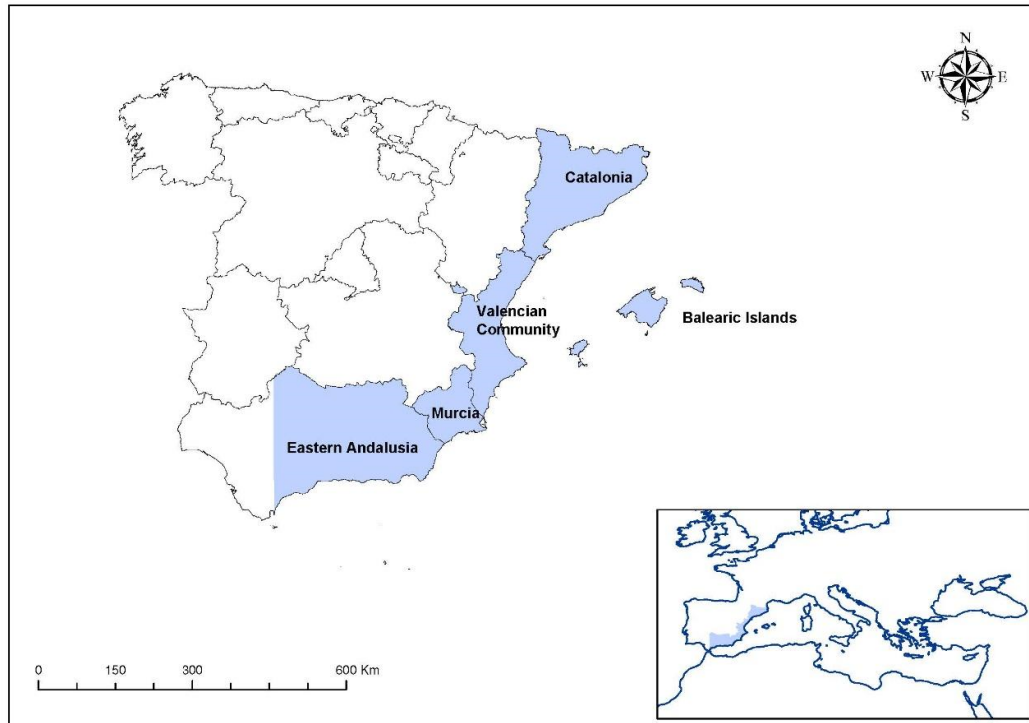 N
W E
S
Catalonia
Valencian
Community
Balearic Islands
Murcia
Eastern Andalusia
0 150 300 600 Km